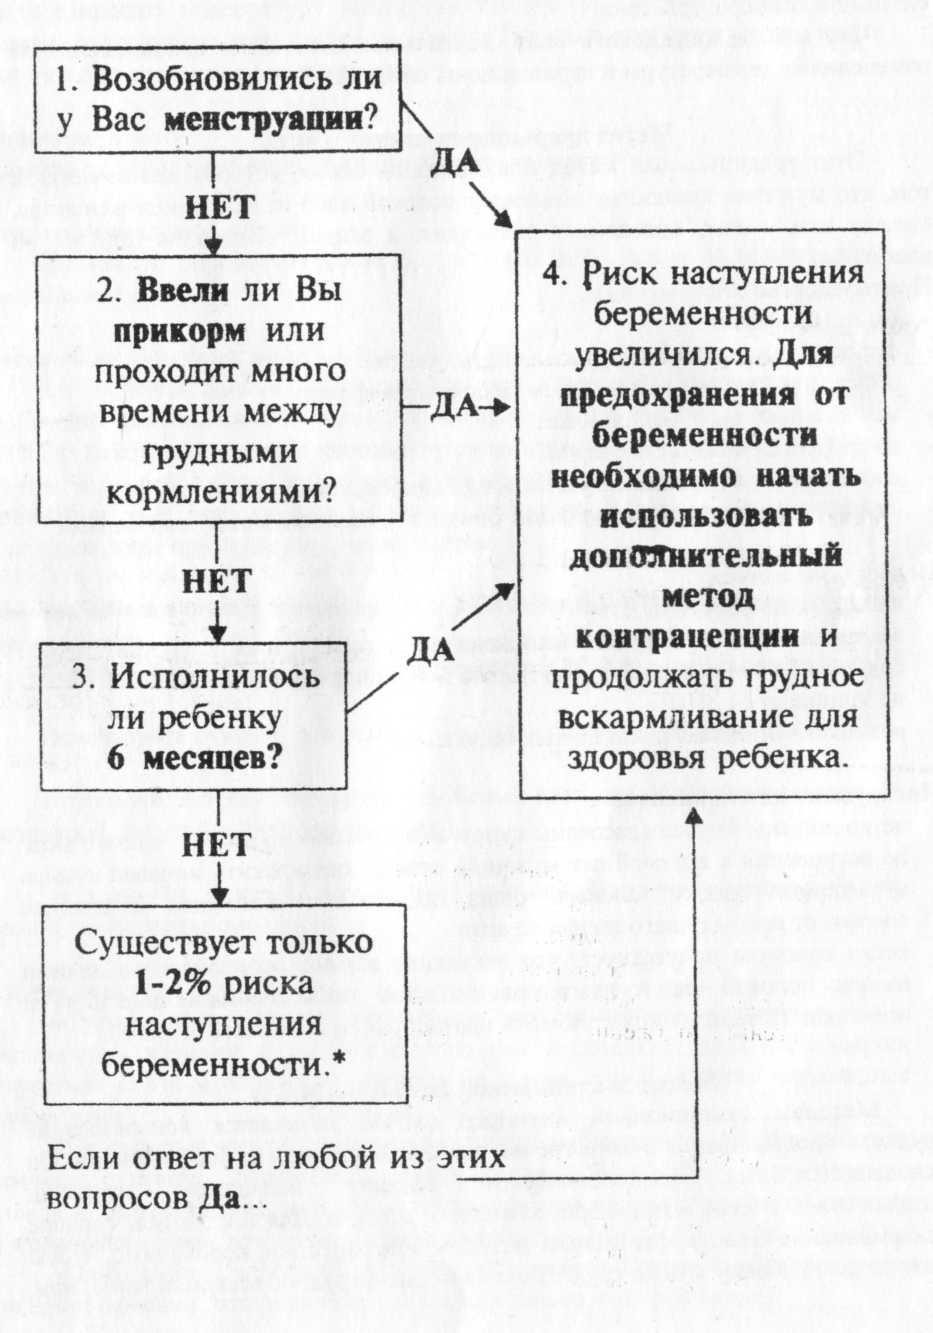 1. Возобновились ли
у Вас менструации?
ДА
НЕТ
2. Ввели ли Вы
прикорм или
проходит много
времени между
грудными
кормлениями?
ДА
НЕТ
3. Исполнилось
ли ребенку
6 месяцев?
ДА
НЕТ
4. Риск наступления
беременности
увеличился. Для
предохранения от
беременности
необходимо начать
использовать
дополнительный
метод
контрацепции и
продолжать грудное
вскармливание для
здоровья ребенка.
Существует только
1-2% риска
наступления
беременности.*
Если ответ на любой из этих
вопросов Да...